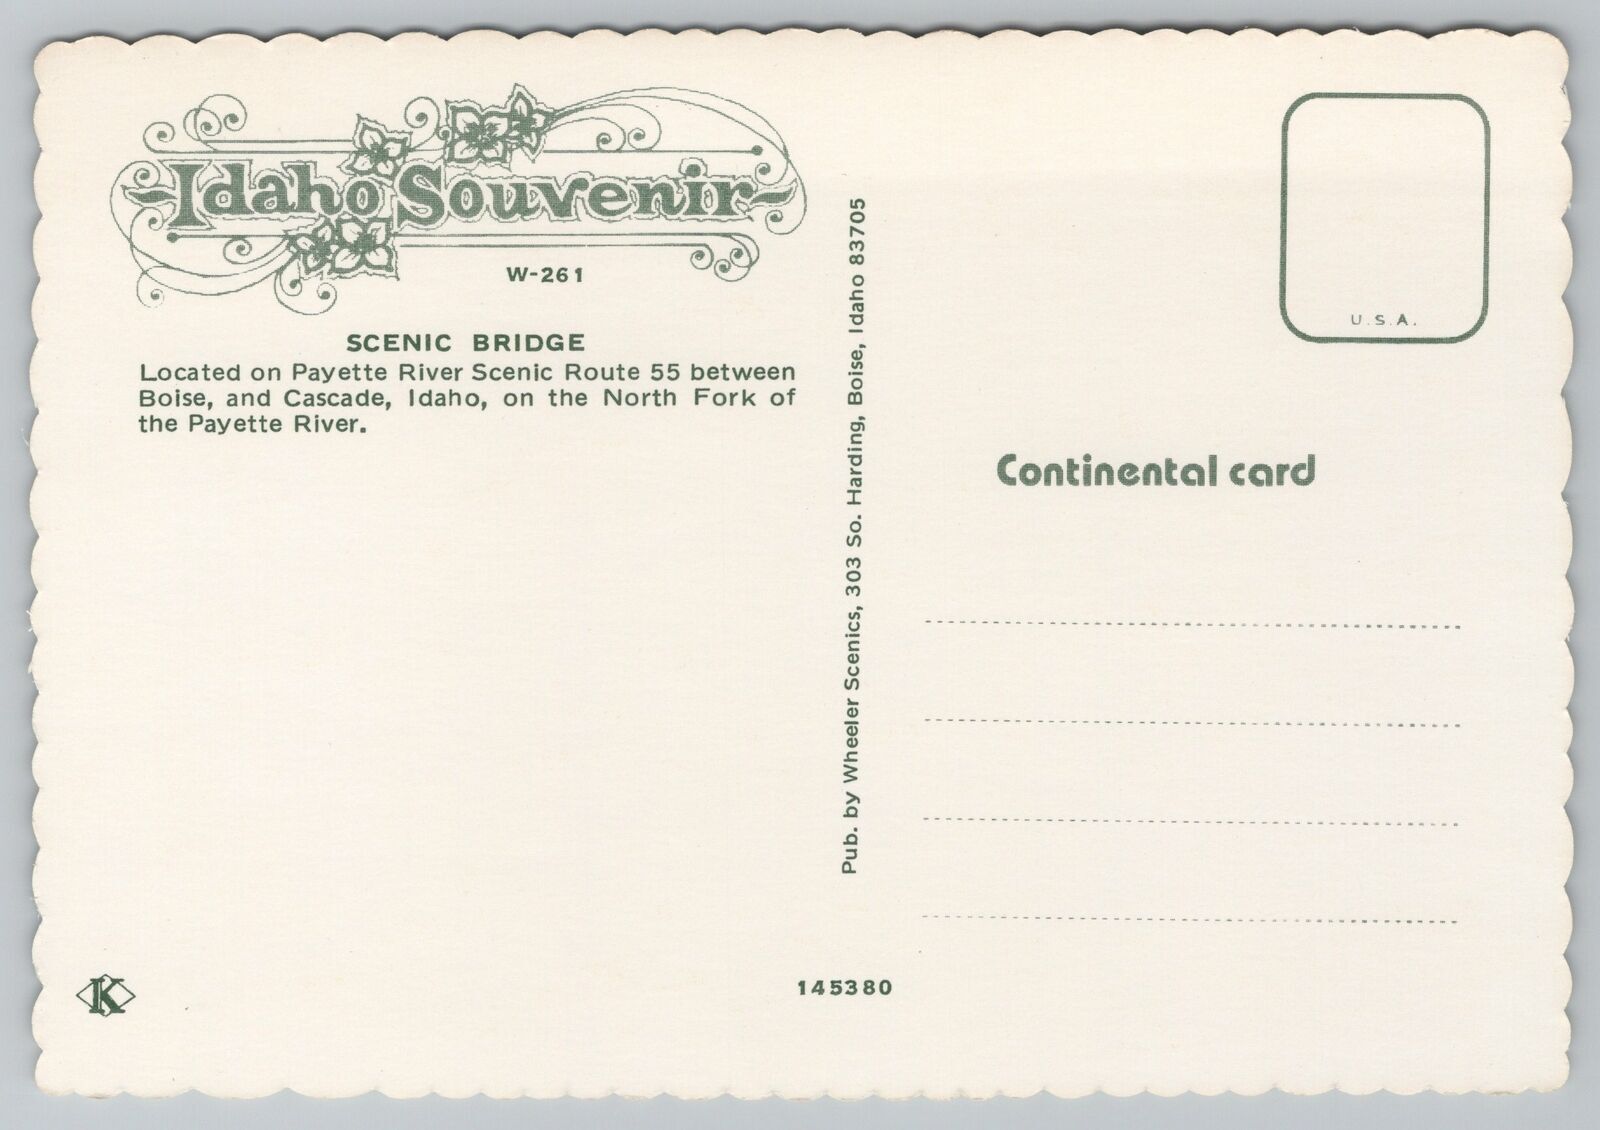 Idaho Souvenir
W-261
SCENIC BRIDGE
Located on Payette River Scenic Route 55 between
Boise, and Cascade, Idaho, on the North Fork of
the Payette River.
Pub. by Wheeler Scenics, 303 So. Harding, Boise, Idaho 83705
U.S.A.
Continental card
K
145380